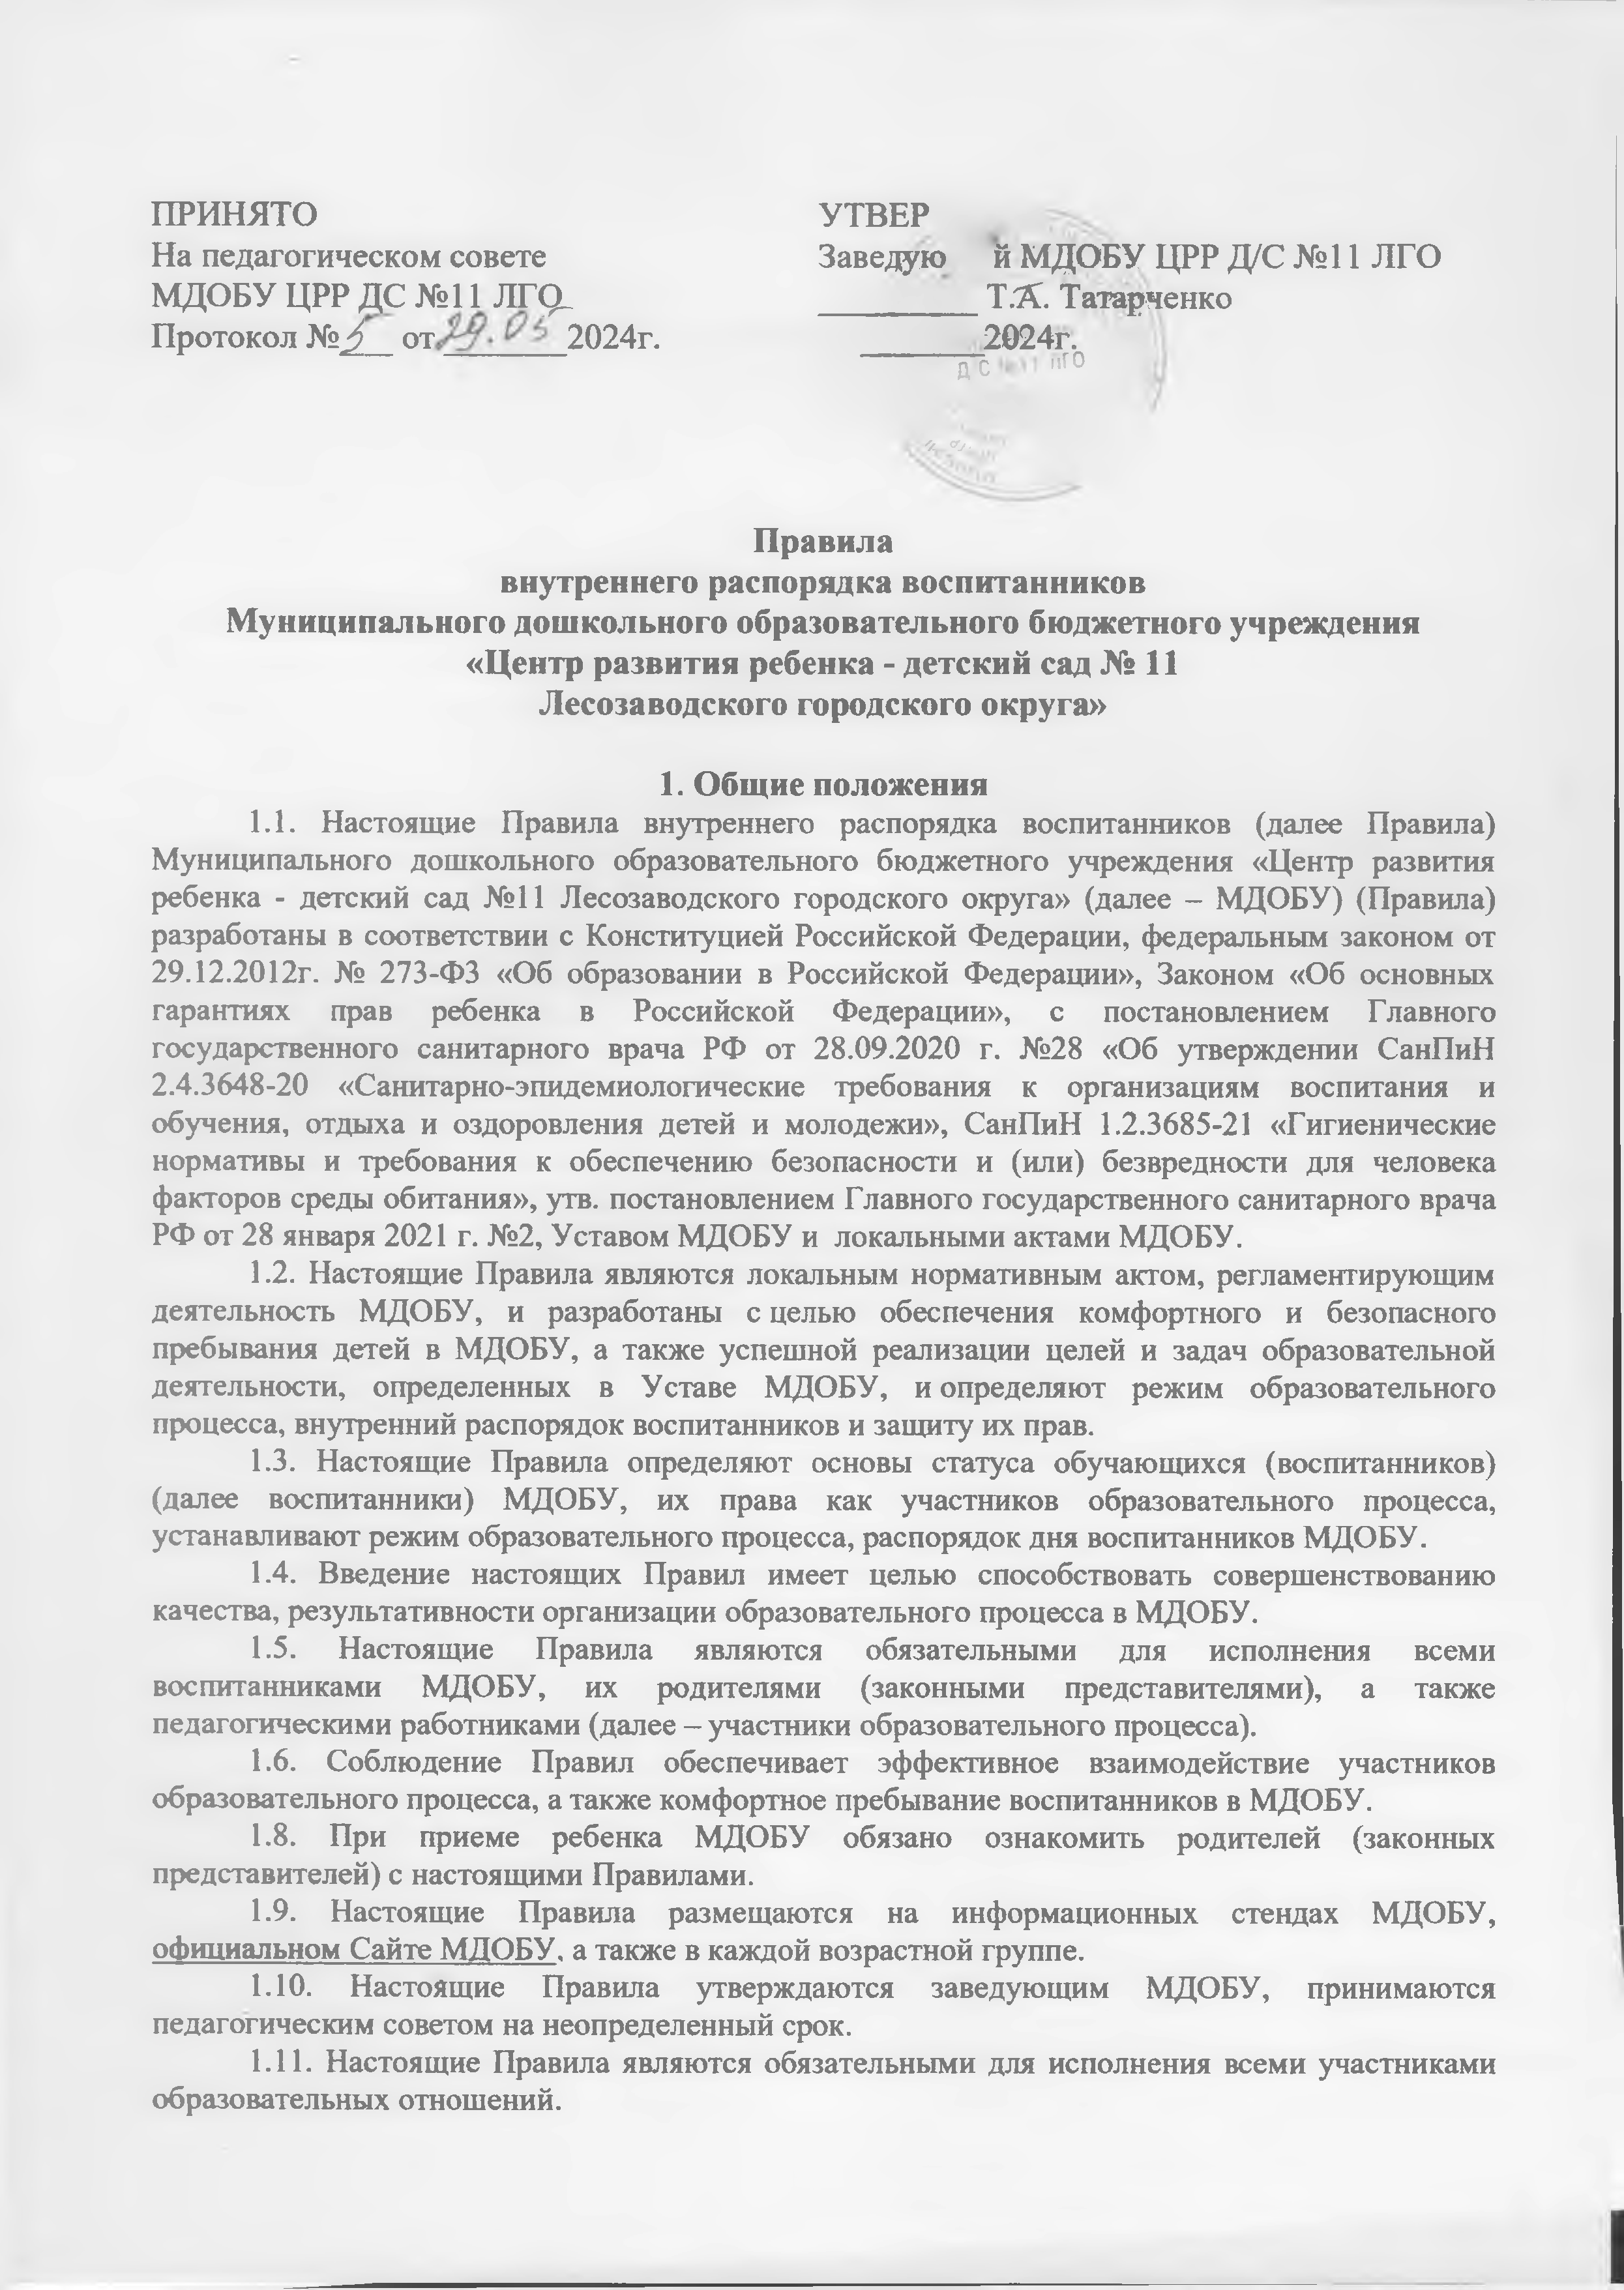 ПРИНЯТО
На педагогическом совете
МДОБУ ЦРР ДС №11 ЛГО
Протокол № 5 от 29.05 2024г.
УТВЕР
Заведую й МДОБУ ЦРР Д/С №11 ЛГО
Т.А. Татарченко
2024г.
ДС №11 ЛГО
Правила
внутреннего распорядка воспитанников
Муниципального дошкольного образовательного бюджетного учреждения
«Центр развития ребенка - детский сад № 11
Лесозаводского городского округа»
1. Общие положения
1.1. Настоящие Правила внутреннего распорядка воспитанников (далее Правила)
Муниципального дошкольного образовательного бюджетного учреждения «Центр развития
ребенка - детский сад №11 Лесозаводского городского округа» (далее – МДОБУ) (Правила)
разработаны в соответствии с Конституцией Российской Федерации, федеральным законом от
29.12.2012г. № 273-ФЗ «Об образовании в Российской Федерации», Законом «Об основных
гарантиях прав ребенка в Российской Федерации», с постановлением Главного
государственного санитарного врача РФ от 28.09.2020 г. №28 «Об утверждении СанПиН
2.4.3648-20 «Санитарно-эпидемиологические требования к организациям воспитания и
обучения, отдыха и оздоровления детей и молодежи», СанПиН 1.2.3685-21 «Гигиенические
нормативы и требования к обеспечению безопасности и (или) безвредности для человека
факторов среды обитания», утв. постановлением Главного государственного санитарного врача
РФ от 28 января 2021 г. №2, Уставом МДОБУ и локальными актами МДОБУ.
1.2. Настоящие Правила являются локальным нормативным актом, регламентирующим
деятельность МДОБУ, и разработаны с целью обеспечения комфортного и безопасного
пребывания детей в МДОБУ, а также успешной реализации целей и задач образовательной
деятельности, определенных в Уставе МДОБУ, и определяют режим образовательного
процесса, внутренний распорядок воспитанников и защиту их прав.
1.3. Настоящие Правила определяют основы статуса обучающихся (воспитанников)
(далее воспитанники) МДОБУ, их права как участников образовательного процесса,
устанавливают режим образовательного процесса, распорядок дня воспитанников МДОБУ.
1.4. Введение настоящих Правил имеет целью способствовать совершенствованию
качества, результативности организации образовательного процесса в МДОБУ.
1.5. Настоящие Правила являются обязательными для исполнения всеми
воспитанниками МДОБУ, их родителями (законными представителями), а также
педагогическими работниками (далее – участники образовательного процесса).
1.6. Соблюдение Правил обеспечивает эффективное взаимодействие участников
образовательного процесса, а также комфортное пребывание воспитанников в МДОБУ.
1.8. При приеме ребенка МДОБУ обязано ознакомить родителей (законных
представителей) с настоящими Правилами.
1.9. Настоящие Правила размещаются на информационных стендах МДОБУ,
официальном Сайте МДОБУ, а также в каждой возрастной группе.
1.10. Настоящие Правила утверждаются заведующим МДОБУ, принимаются
педагогическим советом на неопределенный срок.
1.11. Настоящие Правила являются обязательными для исполнения всеми участниками
образовательных отношений.